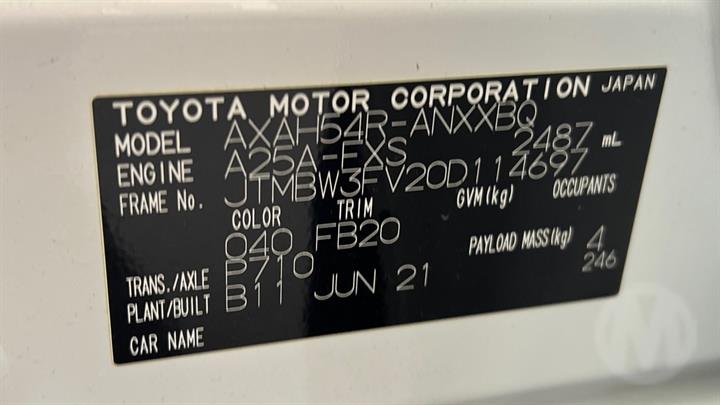 TOYOTA MOTOR CORPORATION JAPAN
MODEL AXAH54R-ANXXBQ
ENGINE A25A-FXS 2487 mL
FRAME No. JTMBW3FV20D114697
COLOR TRIM GVM(kg) OCCUPANTS
040 FB20 4
TRANS./AXLE P710 PAYLOAD MASS(kg) 246
PLANT/BUILT B11 JUN 21
CAR NAME
M